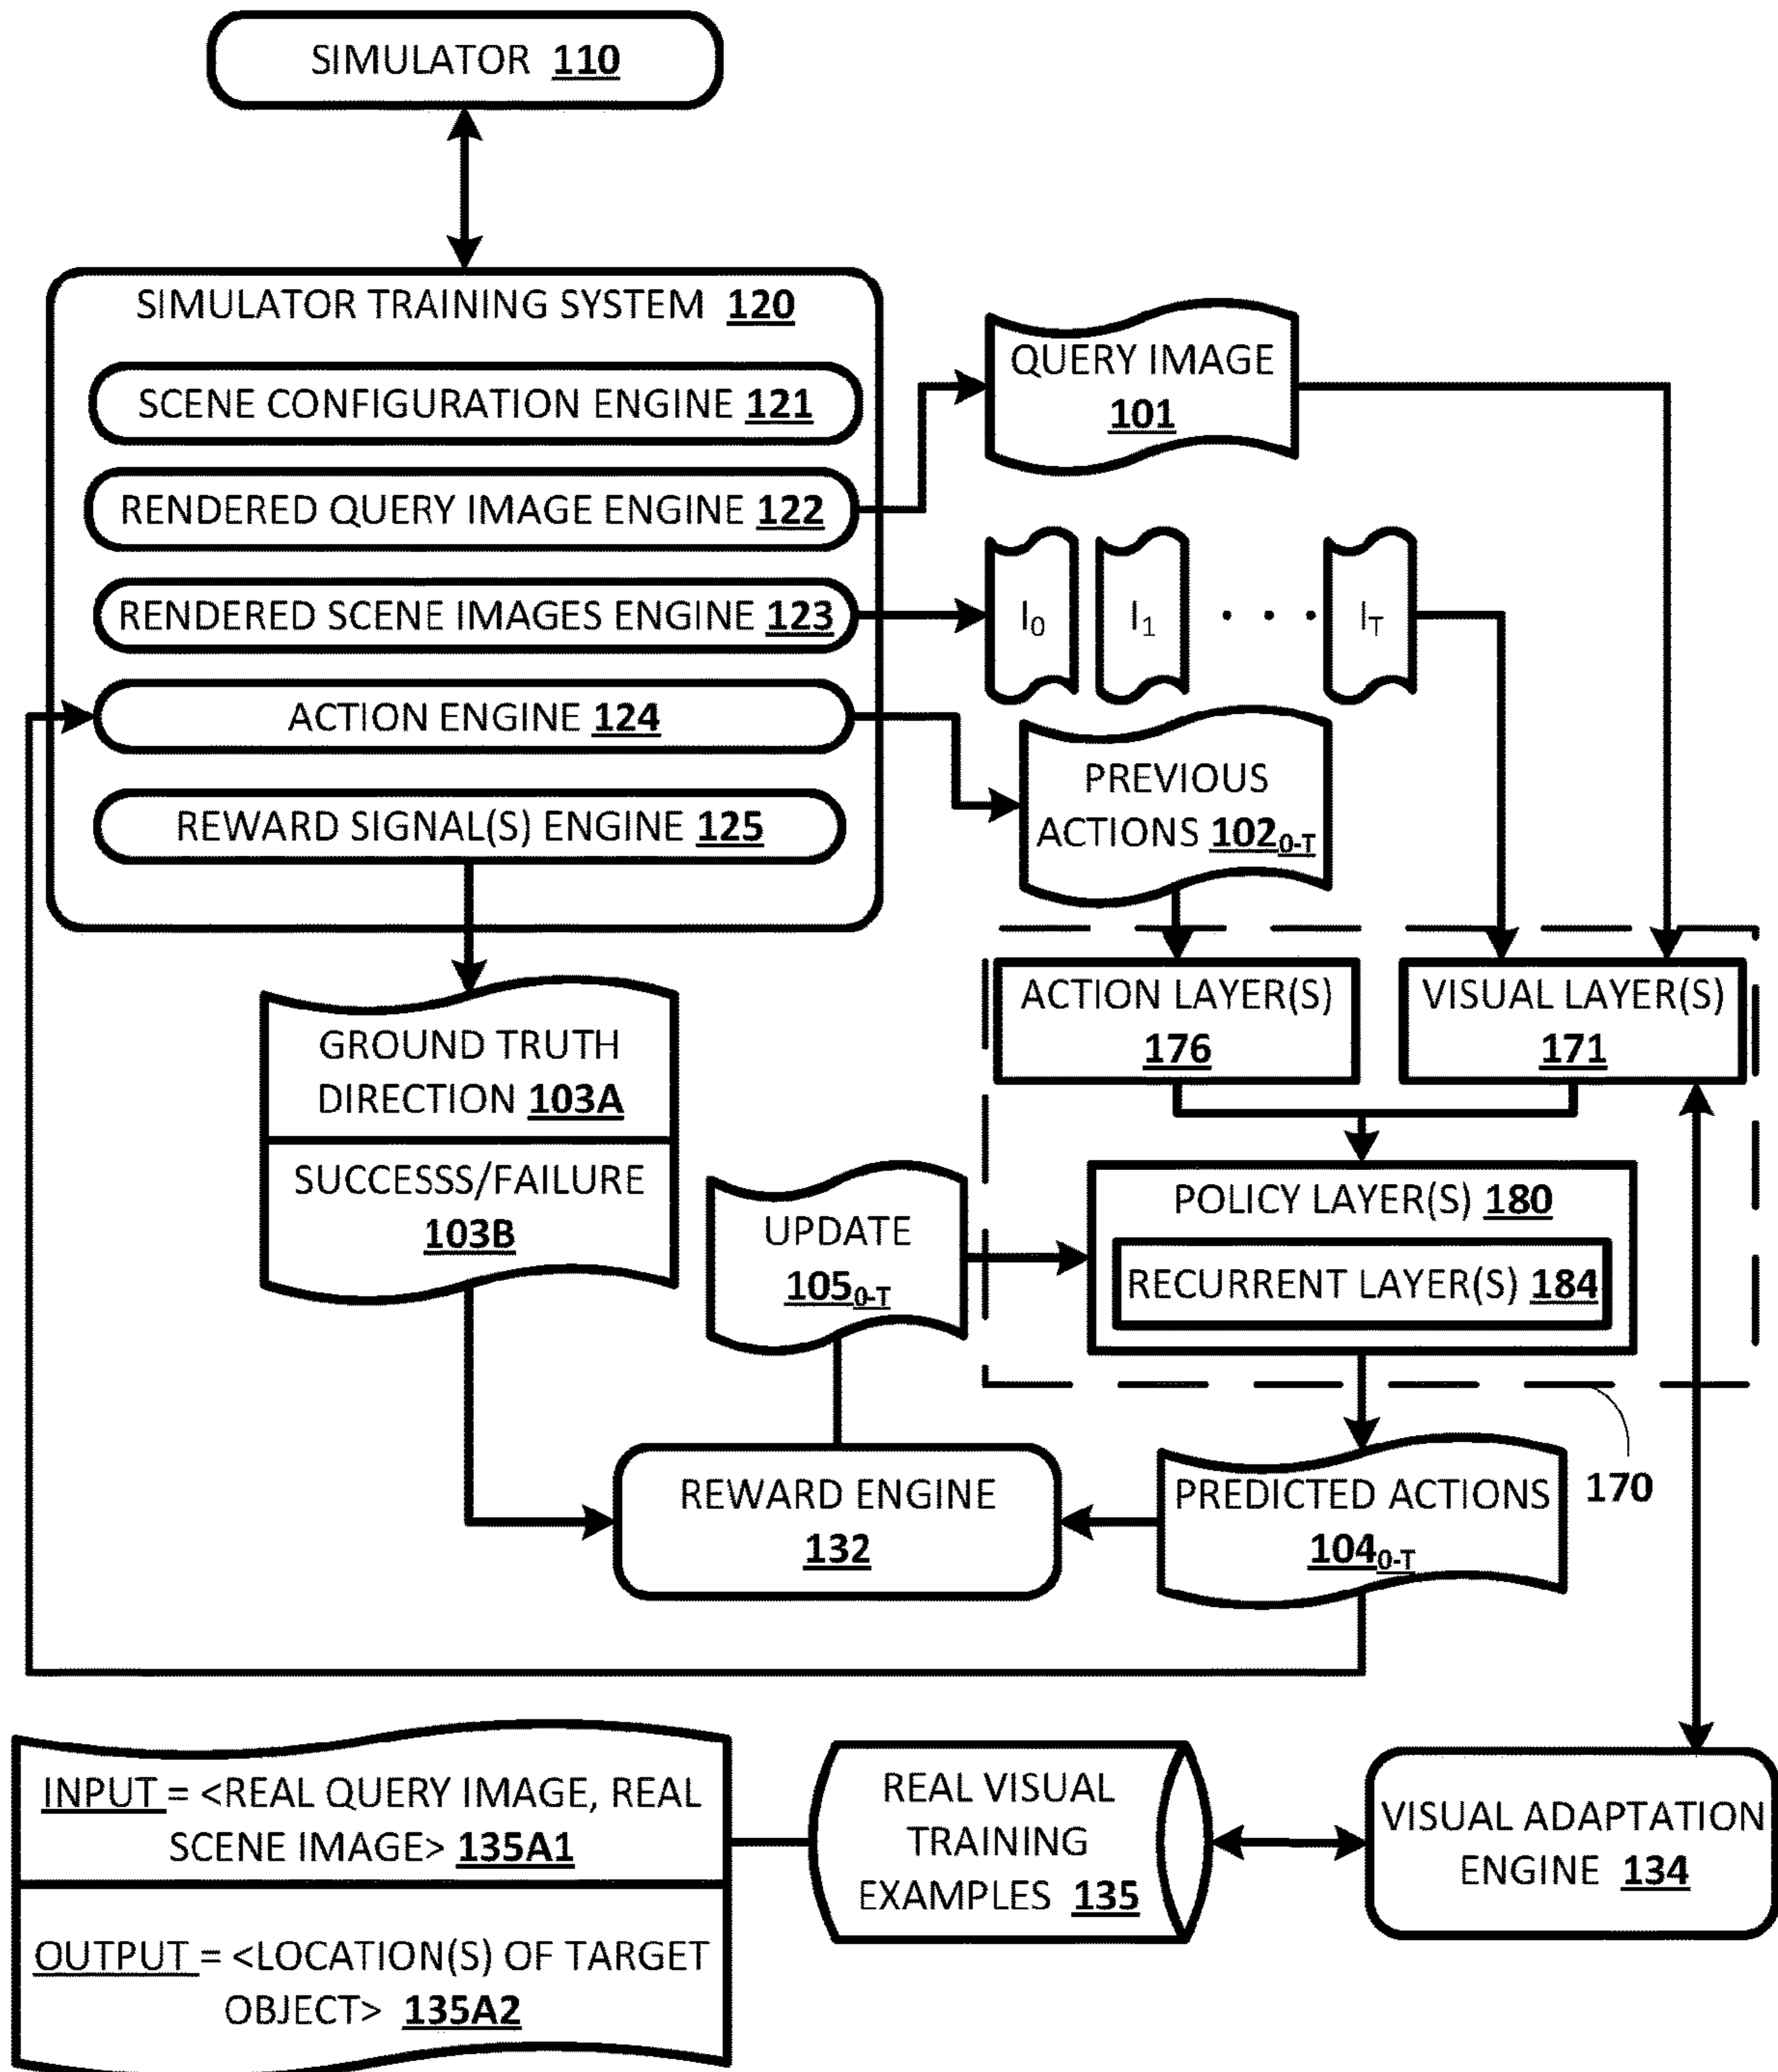 SIMULATOR 110
SIMULATOR TRAINING SYSTEM 120
SCENE CONFIGURATION ENGINE 121
RENDERED QUERY IMAGE ENGINE 122
RENDERED SCENE IMAGES ENGINE 123
ACTION ENGINE 124
REWARD SIGNAL(S) ENGINE 125
QUERY IMAGE
101
I0 I1 · · · IT
PREVIOUS
ACTIONS 1020-T
ACTION LAYER(S)
176
VISUAL LAYER(S)
171
GROUND TRUTH
DIRECTION 103A
SUCCESSS/FAILURE
103B
UPDATE
1050-T
POLICY LAYER(S) 180
RECURRENT LAYER(S) 184
REWARD ENGINE
132
PREDICTED ACTIONS
1040-T
170
INPUT = <REAL QUERY IMAGE, REAL
SCENE IMAGE> 135A1
OUTPUT = <LOCATION(S) OF TARGET
OBJECT> 135A2
REAL VISUAL
TRAINING
EXAMPLES 135
VISUAL ADAPTATION
ENGINE 134